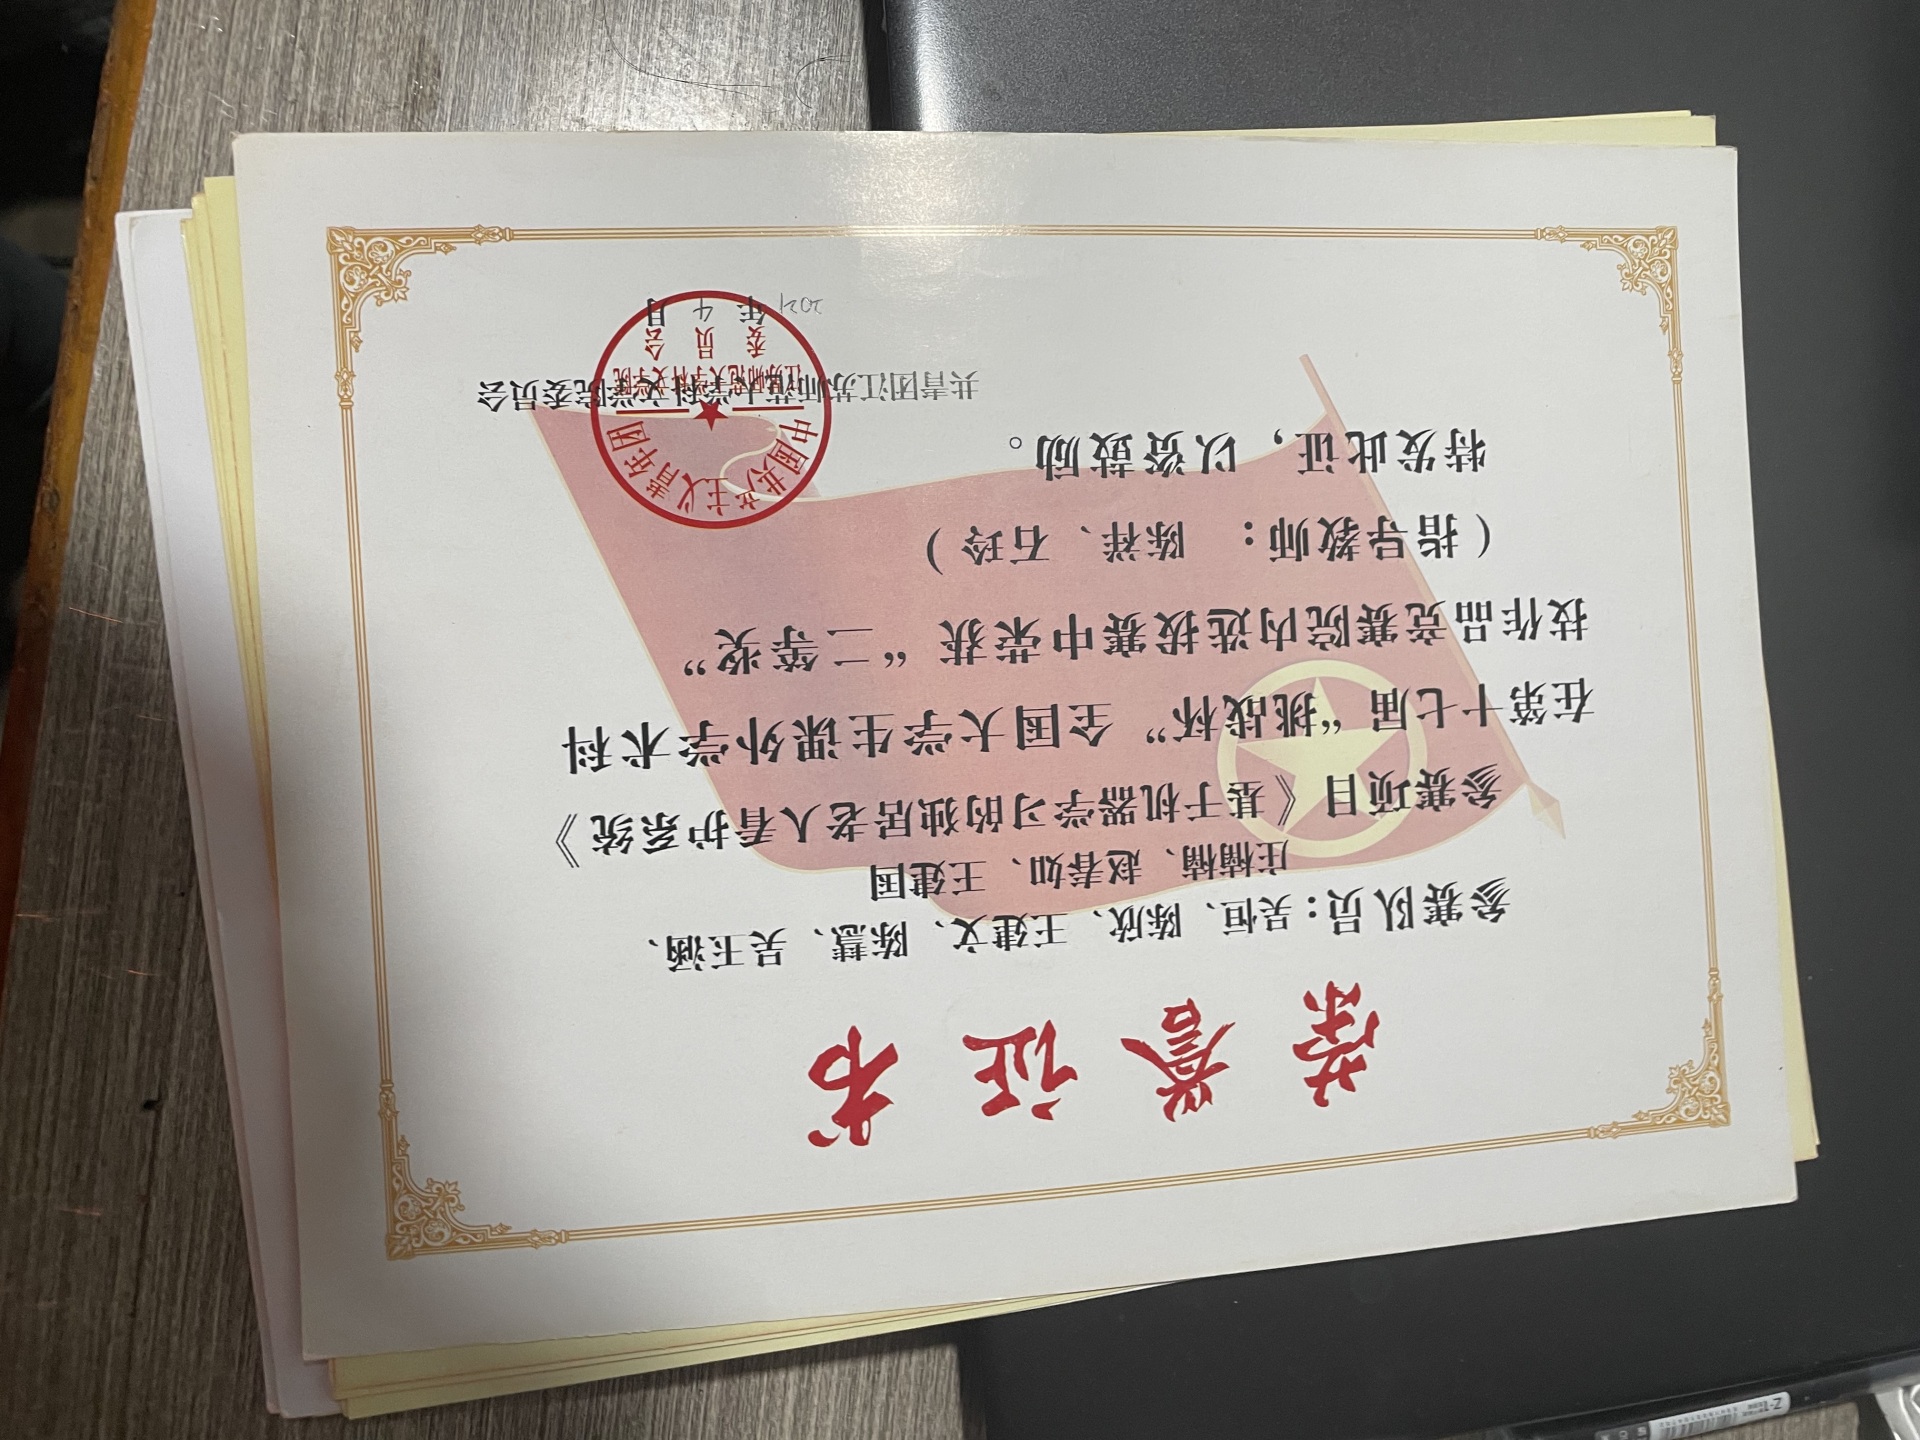 荣誉证书
参赛队员：吴恒、陈欣、王建文、陈慧、吴玉涵、
庄楠楠、赵春如、王建国
参赛项目《基于机器学习的独居老人看护系统》
在第十七届“挑战杯”全国大学生课外学术科
技作品竞赛院内选拔赛中荣获“二等奖”
（指导教师： 陈祥、石玲）
特发此证，以资鼓励。
共青团江苏师范大学科文学院委员会
2021年4月
中国共产主义青年团
江苏师范大学科文学院
委员会